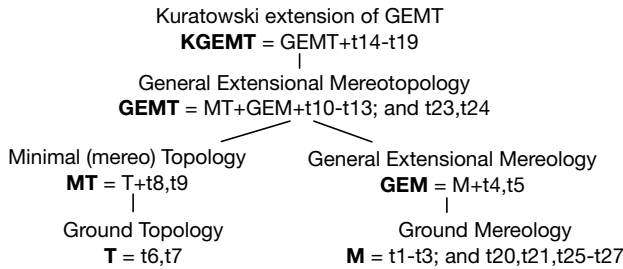 Kuratowski extension of GEMT
KGEMT = GEMT+t14-t19
General Extensional Mereotopology
GEMT = MT+GEM+t10-t13; and t23,t24
Minimal (mereo) Topology
MT = T+t8,t9
General Extensional Mereology
GEM = M+t4,t5
Ground Topology
T = t6,t7
Ground Mereology
M = t1-t3; and t20,t21,t25-t27